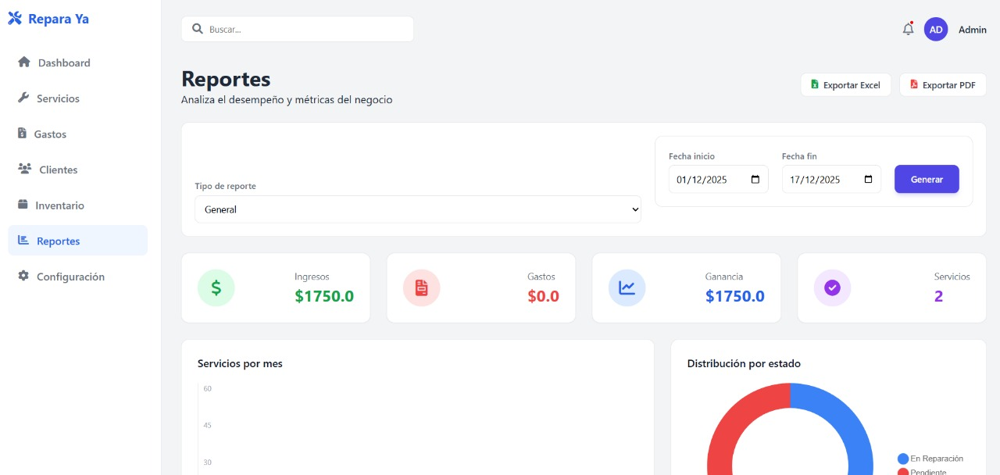 Repara Ya
Dashboard
Servicios
Gastos
Clientes
Inventario
Reportes
Configuración
Buscar...
AD
Admin
Reportes
Analiza el desempeño y métricas del negocio
Exportar Excel
Exportar PDF
Tipo de reporte
General
Fecha inicio
01/12/2025
Fecha fin
17/12/2025
Generar
Ingresos
$1750.0
Gastos
$0.0
Ganancia
$1750.0
Servicios
2
Servicios por mes
60
45
30
Distribución por estado
En Reparación
Pendiente